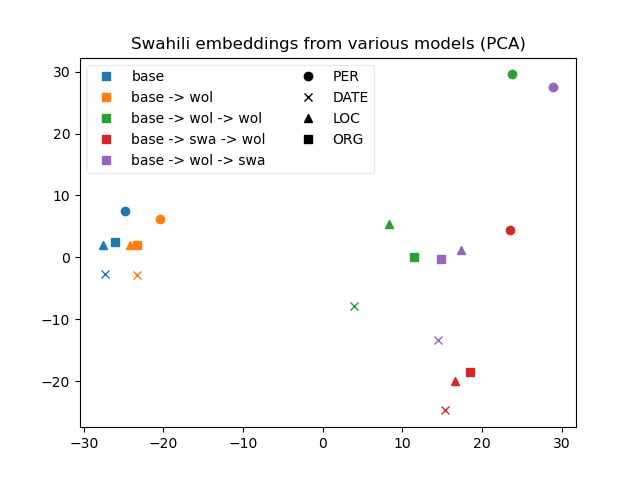 Swahili embeddings from various models (PCA)
30
20
10
0
−10
−20
base
base -> wol
base -> wol -> wol
base -> swa -> wol
base -> wol -> swa
PER
DATE
LOC
ORG
−30 −20 −10 0 10 20 30